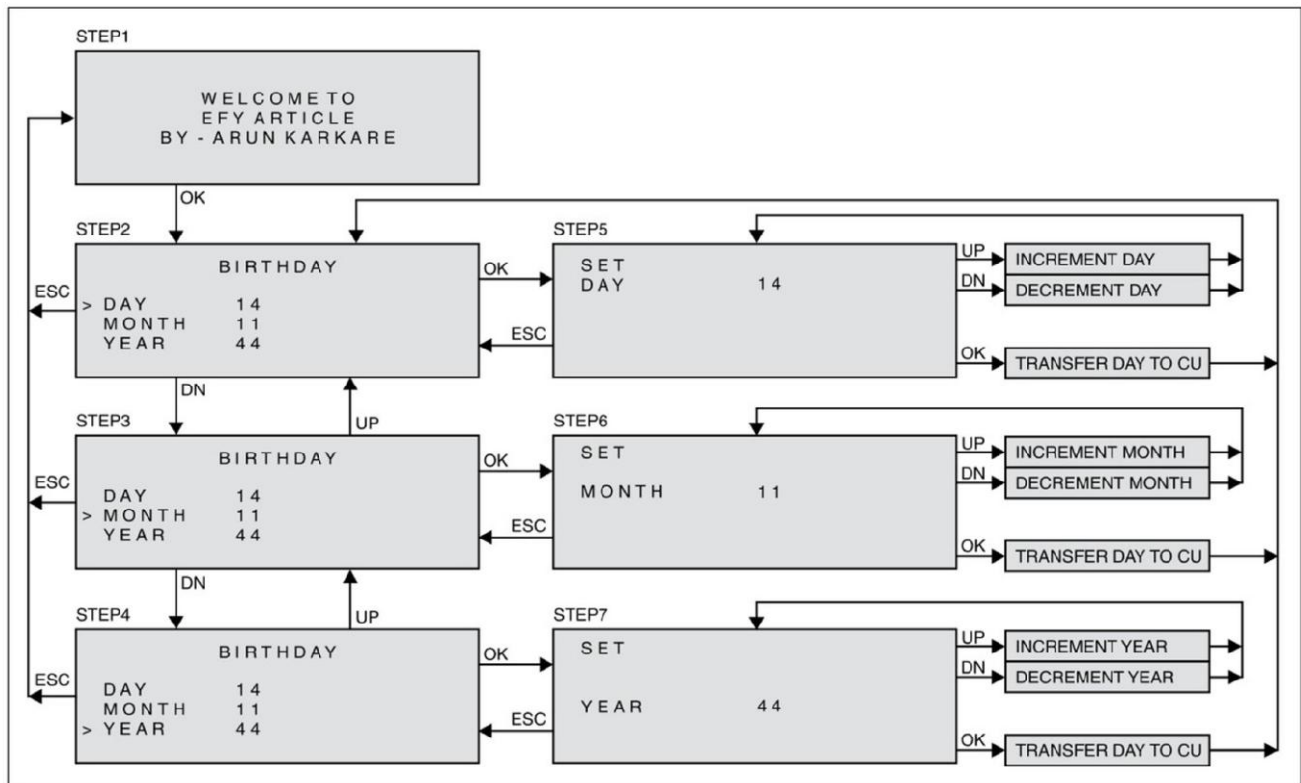 STEP1
WELCOME TO
EFY ARTICLE
BY - ARUN KARKARE
OK
STEP2
BIRTHDAY
> DAY 14
MONTH 11
YEAR 44
ESC
OK
ESC
STEP5
SET
DAY 14
UP
INCREMENT DAY
DN
DECREMENT DAY
OK
TRANSFER DAY TO CU
DN
UP
STEP3
BIRTHDAY
DAY 14
> MONTH 11
YEAR 44
ESC
OK
ESC
STEP6
SET
MONTH 11
UP
INCREMENT MONTH
DN
DECREMENT MONTH
OK
TRANSFER DAY TO CU
DN
UP
STEP4
BIRTHDAY
DAY 14
MONTH 11
> YEAR 44
ESC
OK
ESC
STEP7
SET
YEAR 44
UP
INCREMENT YEAR
DN
DECREMENT YEAR
OK
TRANSFER DAY TO CU